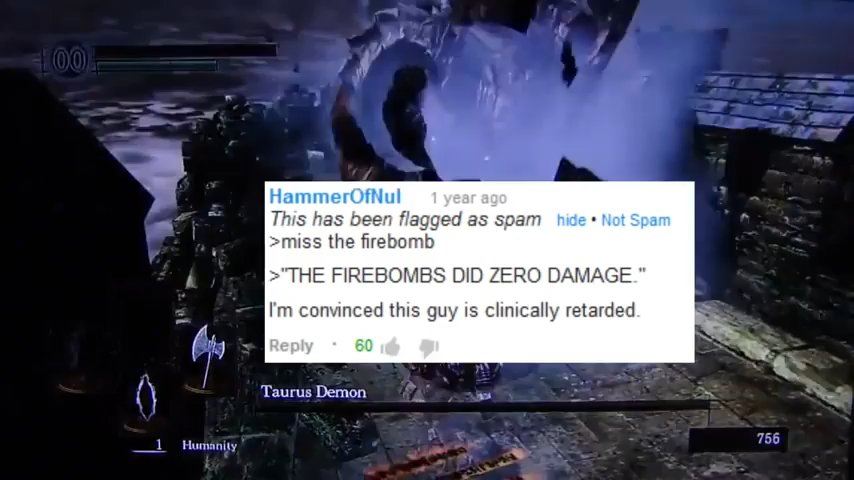 00
HammerOfNul 1 year ago
This has been flagged as spam hide • Not Spam
>miss the firebomb
>"THE FIREBOMBS DID ZERO DAMAGE."
I'm convinced this guy is clinically retarded.
Reply · 60
Taurus Demon
756
1 Humanity